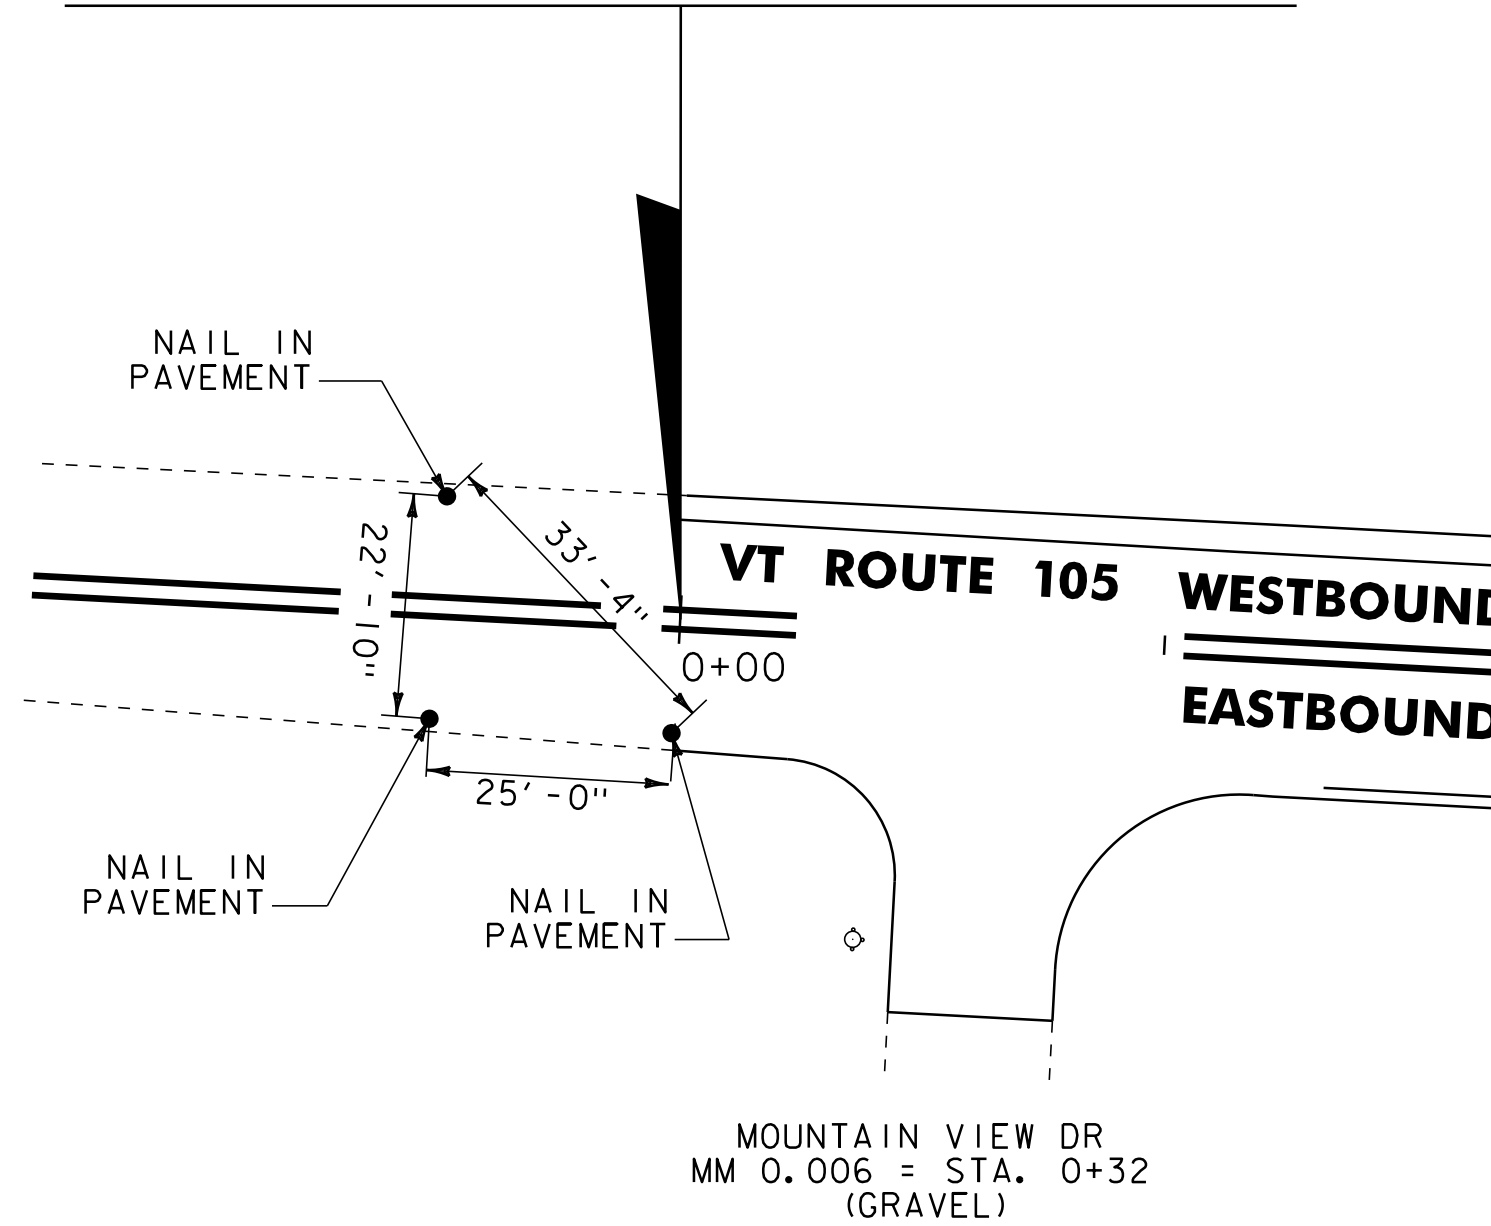 NAIL IN
PAVEMENT
33'-4"
22'-10"
VT ROUTE 105
WESTBOUND
0+00
EASTBOUND
25'-0"
NAIL IN
PAVEMENT
NAIL IN
PAVEMENT
MOUNTAIN VIEW DR
MM 0.006 = STA. 0+32
(GRAVEL)